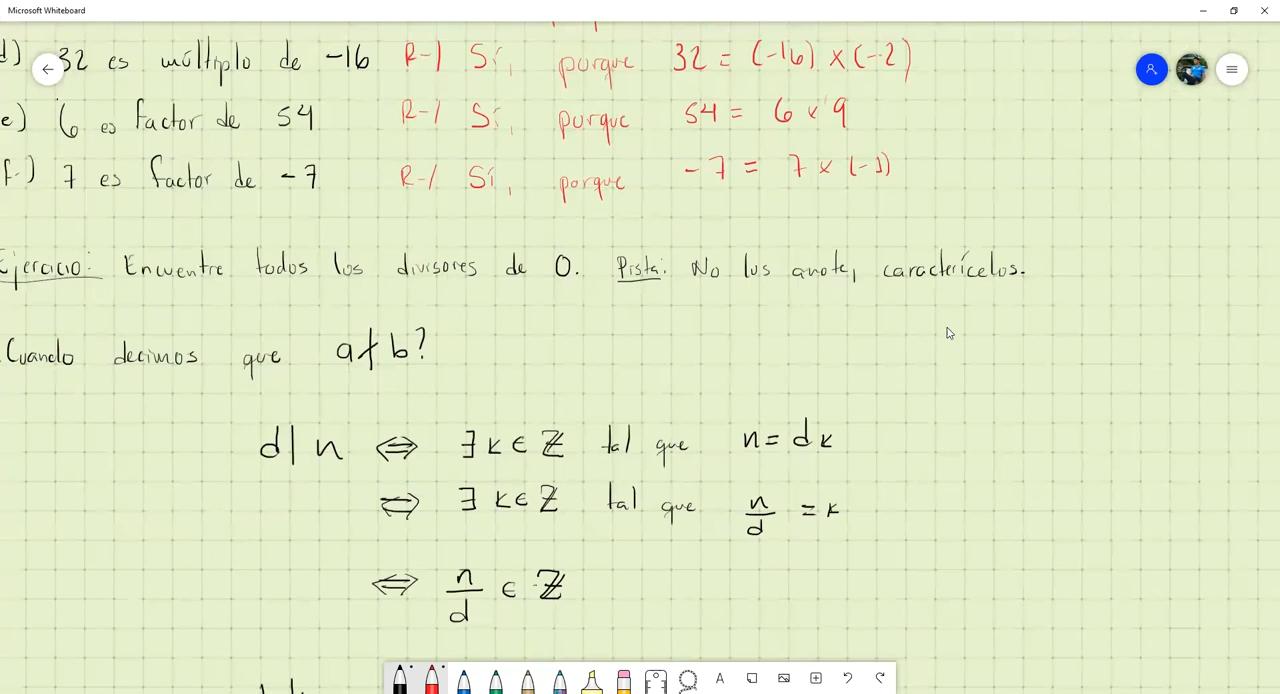 Microsoft Whiteboard
d) 32 es múltiplo de -16 R-/ Sí, porque 32 = (-16) × (-2)
e) 6 es factor de 54 R-/ Sí, porque 54 = 6 × 9
f-) 7 es factor de -7 R-/ Sí, porque -7 = 7 × (-1)
Ejercicio: Encuentre todos los divisores de 0. Pista: No los anote, caracterícelos.
Cuando decimos que a∤b?
d | n ⟺ ∃ k ∈ ℤ tal que n = dk
⟺ ∃ k ∈ ℤ tal que n/d = k
⟺ n/d ∈ ℤ